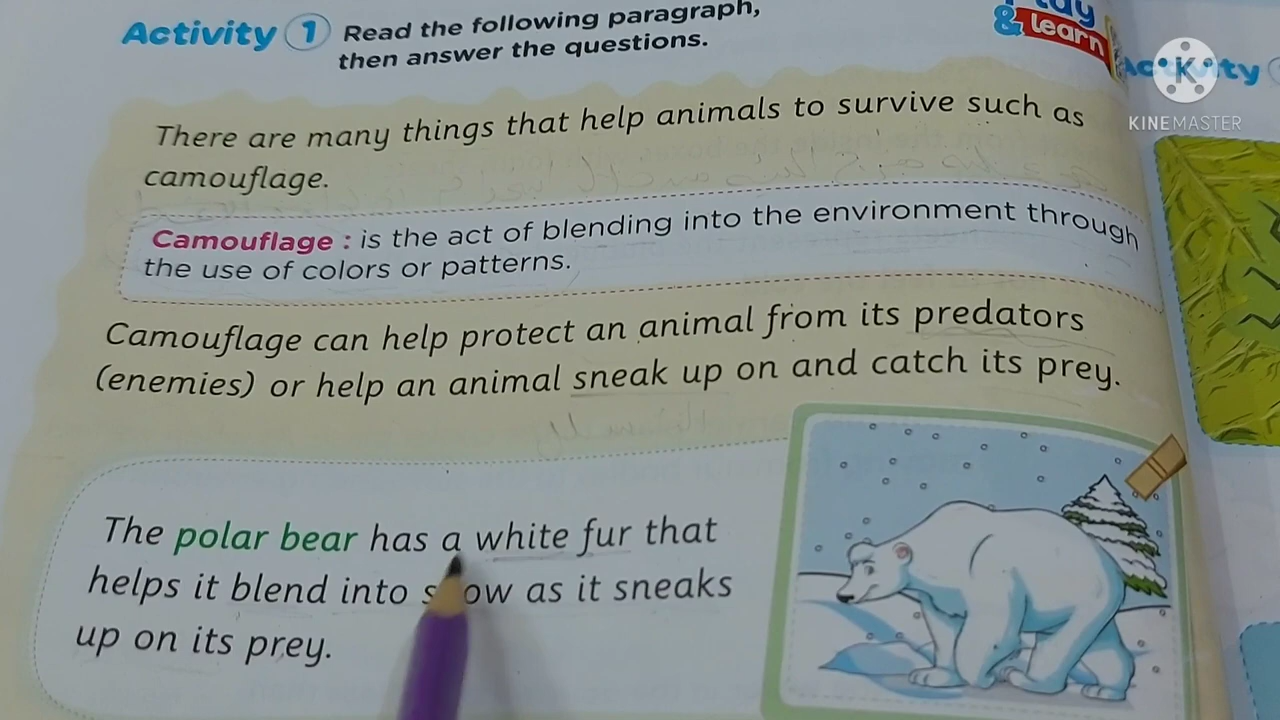 Activity 1 Read the following paragraph,
then answer the questions.
& learn
KINEMASTER
There are many things that help animals to survive such as
camouflage.
Camouflage : is the act of blending into the environment through
the use of colors or patterns.
Camouflage can help protect an animal from its predators
(enemies) or help an animal sneak up on and catch its prey.
The polar bear has a white fur that
helps it blend into as it sneaks
up on its prey.